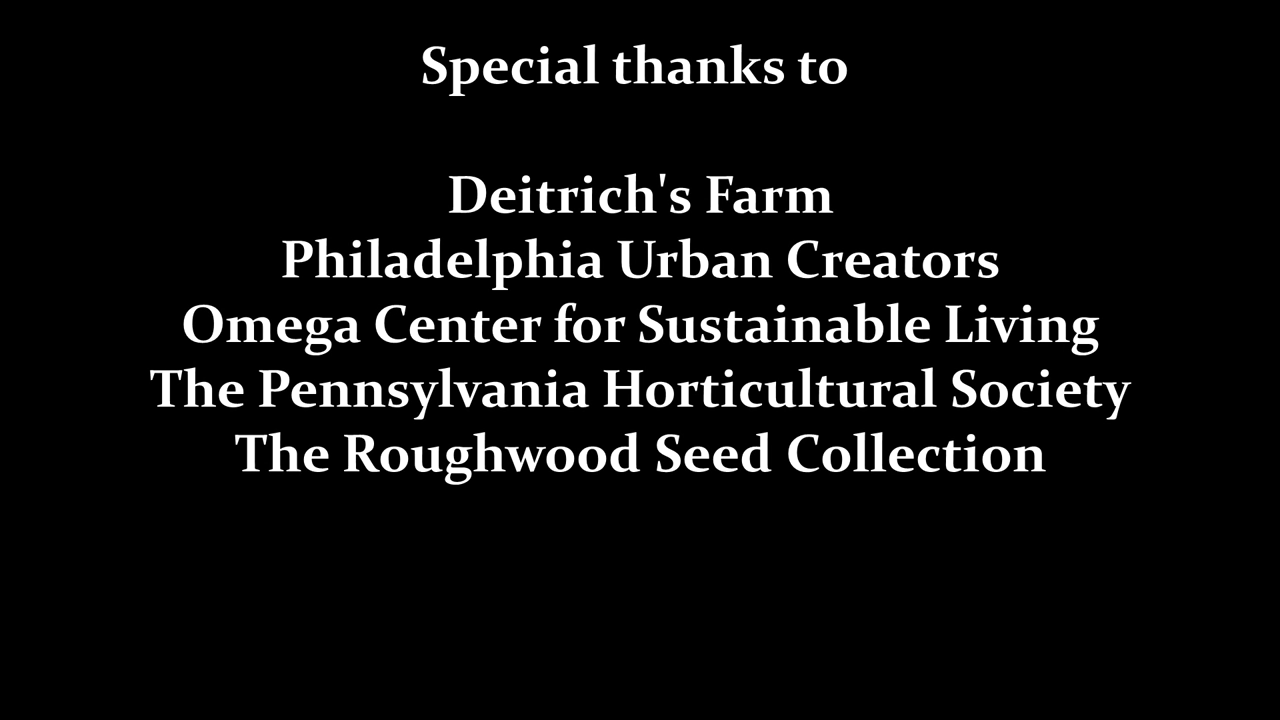 Special thanks to
Deitrich's Farm
Philadelphia Urban Creators
Omega Center for Sustainable Living
The Pennsylvania Horticultural Society
The Roughwood Seed Collection